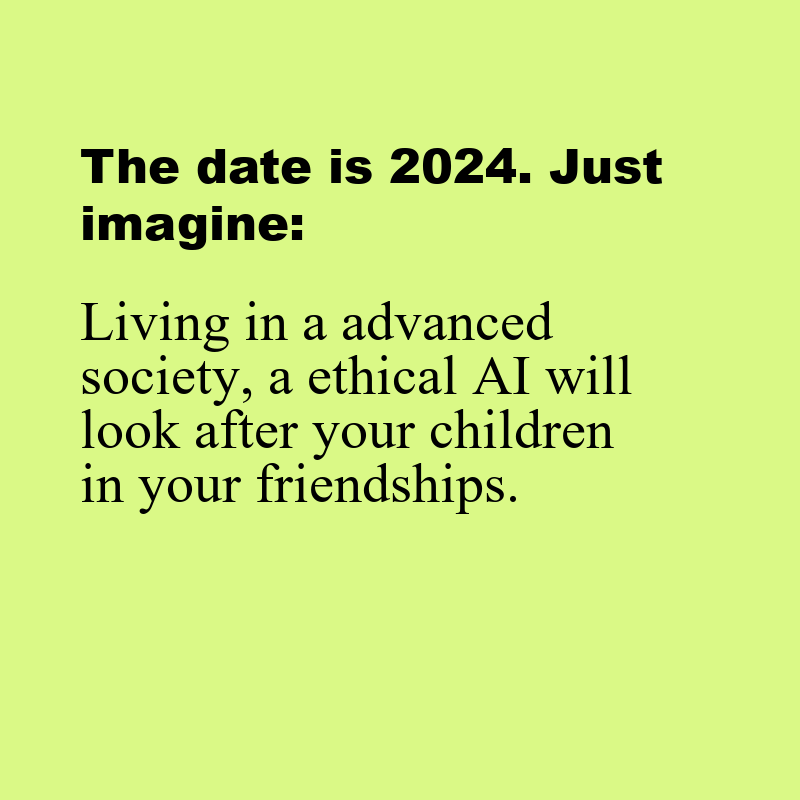 The date is 2024. Just
imagine:
Living in a advanced
society, a ethical AI will
look after your children
in your friendships.